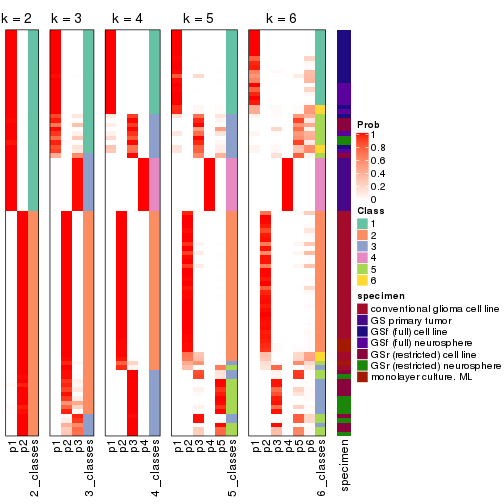 k = 2
k = 3
k = 4
k = 5
k = 6
Prob
1
0.8
0.6
0.4
0.2
0
Class
1
2
3
4
5
6
specimen
conventional glioma cell line
GS primary tumor
GSf (full) cell line
GSf (full) neurosphere
GSr (restricted) cell line
GSr (restricted) neurosphere
monolayer culture. ML
p1
p2
2_classes
p1
p2
p3
3_classes
p1
p2
p3
p4
4_classes
p1
p2
p3
p4
p5
5_classes
p1
p2
p3
p4
p5
p6
6_classes
specimen